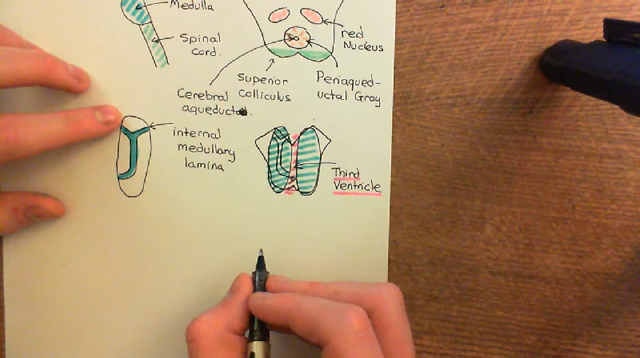 Medulla
Spinal
Cord.
red
Nucleus
Superior
Colliculus
Periaqued-
uctal Gray
Cerebral
aqueduct.
internal
medullary
lamina
Third
Ventricle